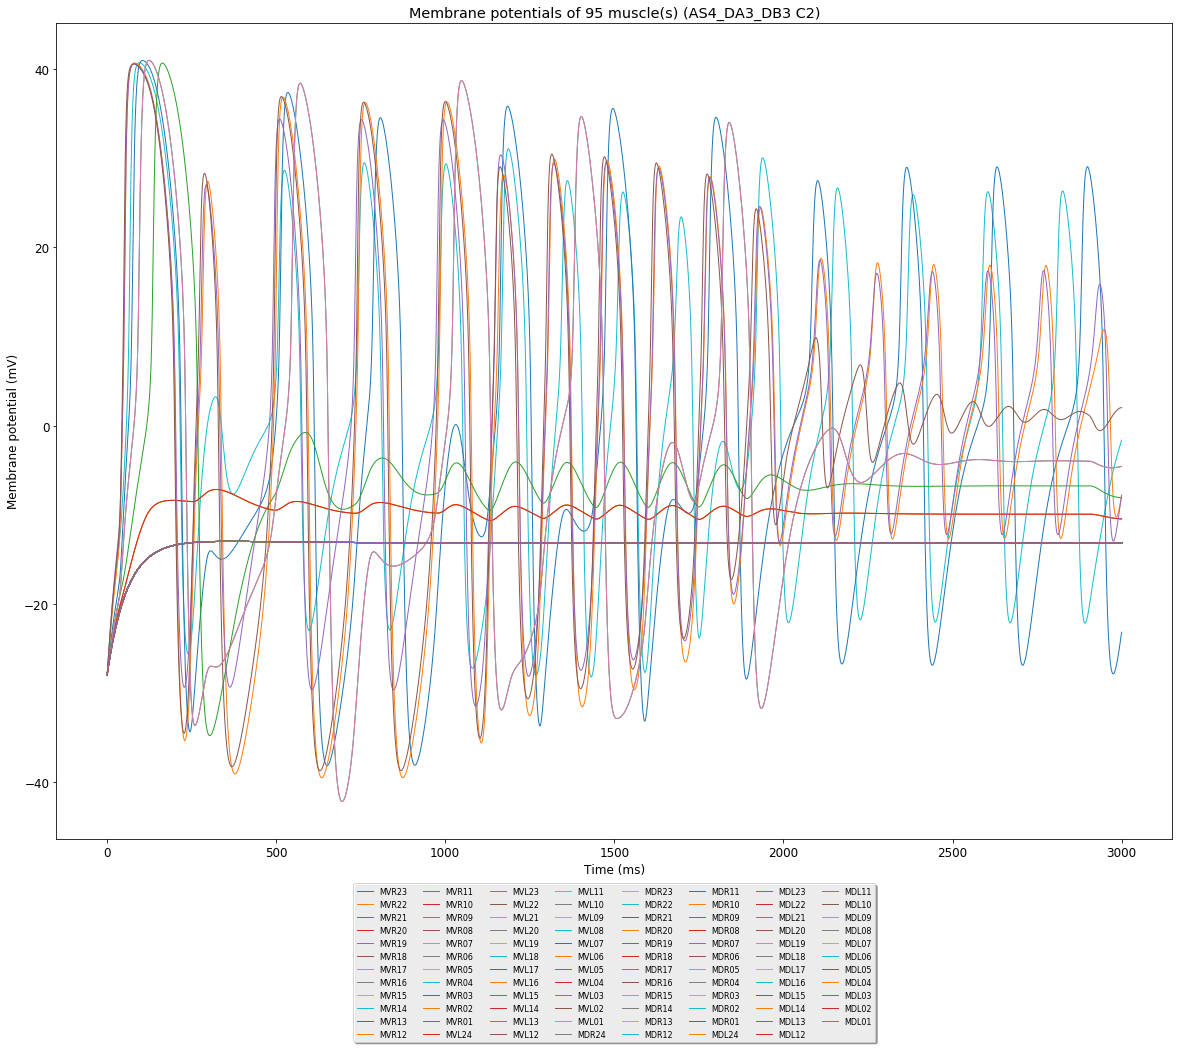 Membrane potentials of 95 muscle(s) (AS4_DA3_DB3 C2)
Membrane potential (mV)
40
20
0
−20
−40
0 500 1000 1500 2000 2500 3000
Time (ms)
MVR23 MVR11 MVL23 MVL11 MDR23 MDR11 MDL23 MDL11
MVR22 MVR10 MVL22 MVL10 MDR22 MDR10 MDL22 MDL10
MVR21 MVR09 MVL21 MVL09 MDR21 MDR09 MDL21 MDL09
MVR20 MVR08 MVL20 MVL08 MDR20 MDR08 MDL20 MDL08
MVR19 MVR07 MVL19 MVL07 MDR19 MDR07 MDL19 MDL07
MVR18 MVR06 MVL18 MVL06 MDR18 MDR06 MDL18 MDL06
MVR17 MVR05 MVL17 MVL05 MDR17 MDR05 MDL17 MDL05
MVR16 MVR04 MVL16 MVL04 MDR16 MDR04 MDL16 MDL04
MVR15 MVR03 MVL15 MVL03 MDR15 MDR03 MDL15 MDL03
MVR14 MVR02 MVL14 MVL02 MDR14 MDR02 MDL14 MDL02
MVR13 MVR01 MVL13 MVL01 MDR13 MDR01 MDL13 MDL01
MVR12 MVL24 MVL12 MDR24 MDR12 MDL24 MDL12